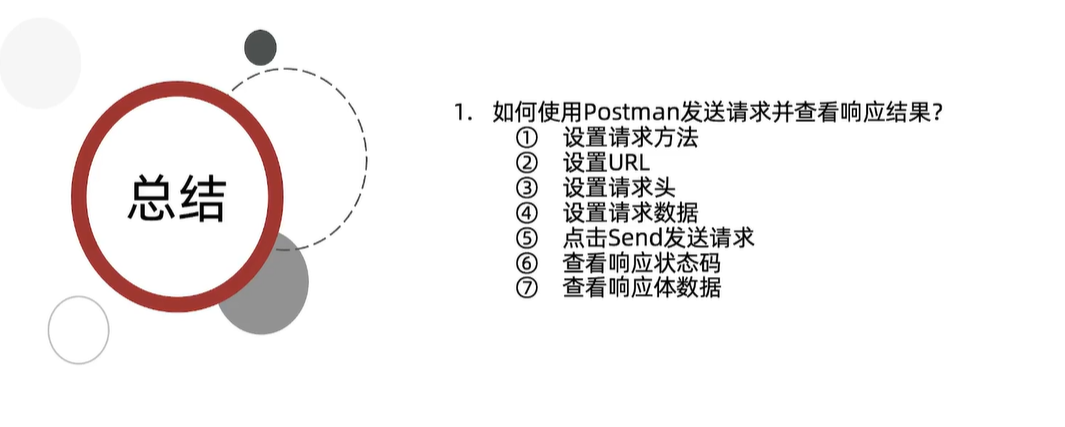 总结
1. 如何使用Postman发送请求并查看响应结果？
① 设置请求方法
② 设置URL
③ 设置请求头
④ 设置请求数据
⑤ 点击Send发送请求
⑥ 查看响应状态码
⑦ 查看响应体数据